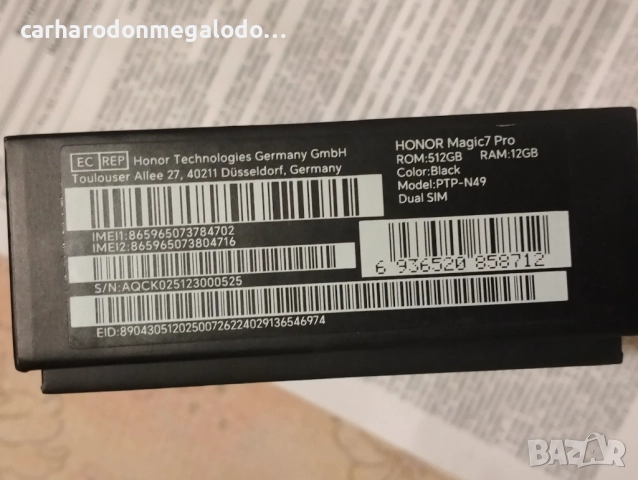 carharodonmegalodo...
EC REP Honor Technologies Germany GmbH
Toulouser Allee 27, 40211 Düsseldorf, Germany
IMEI1:865965073784702
IMEI2:865965073804716
S/N:AQCK025123000525
EID:89043051202500726224029136546974
HONOR Magic7 Pro
ROM:512GB RAM:12GB
Color:Black
Model:PTP-N49
Dual SIM
6 936520 858712
BAZAR